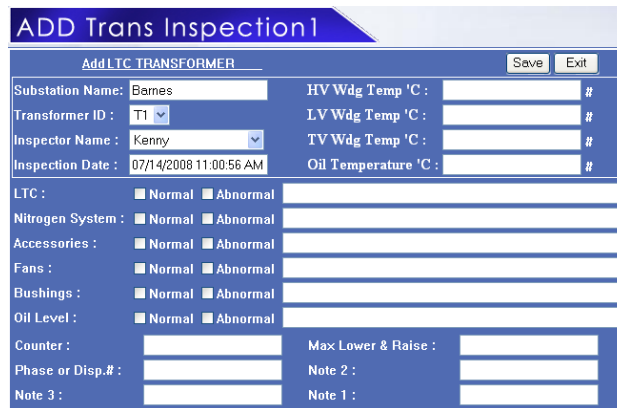 ADD Trans Inspection1
Add LTC TRANSFORMER Save Exit
Substation Name: Barnes HV Wdg Temp 'C : #
Transformer ID : T1 LV Wdg Temp 'C : #
Inspector Name : Kenny TV Wdg Temp 'C : #
Inspection Date : 07/14/2008 11:00:56 AM Oil Temperature 'C : #
LTC : Normal Abnormal
Nitrogen System : Normal Abnormal
Accessories : Normal Abnormal
Fans : Normal Abnormal
Bushings : Normal Abnormal
Oil Level : Normal Abnormal
Counter : Max Lower & Raise :
Phase or Disp.# : Note 2 :
Note 3 : Note 1 :